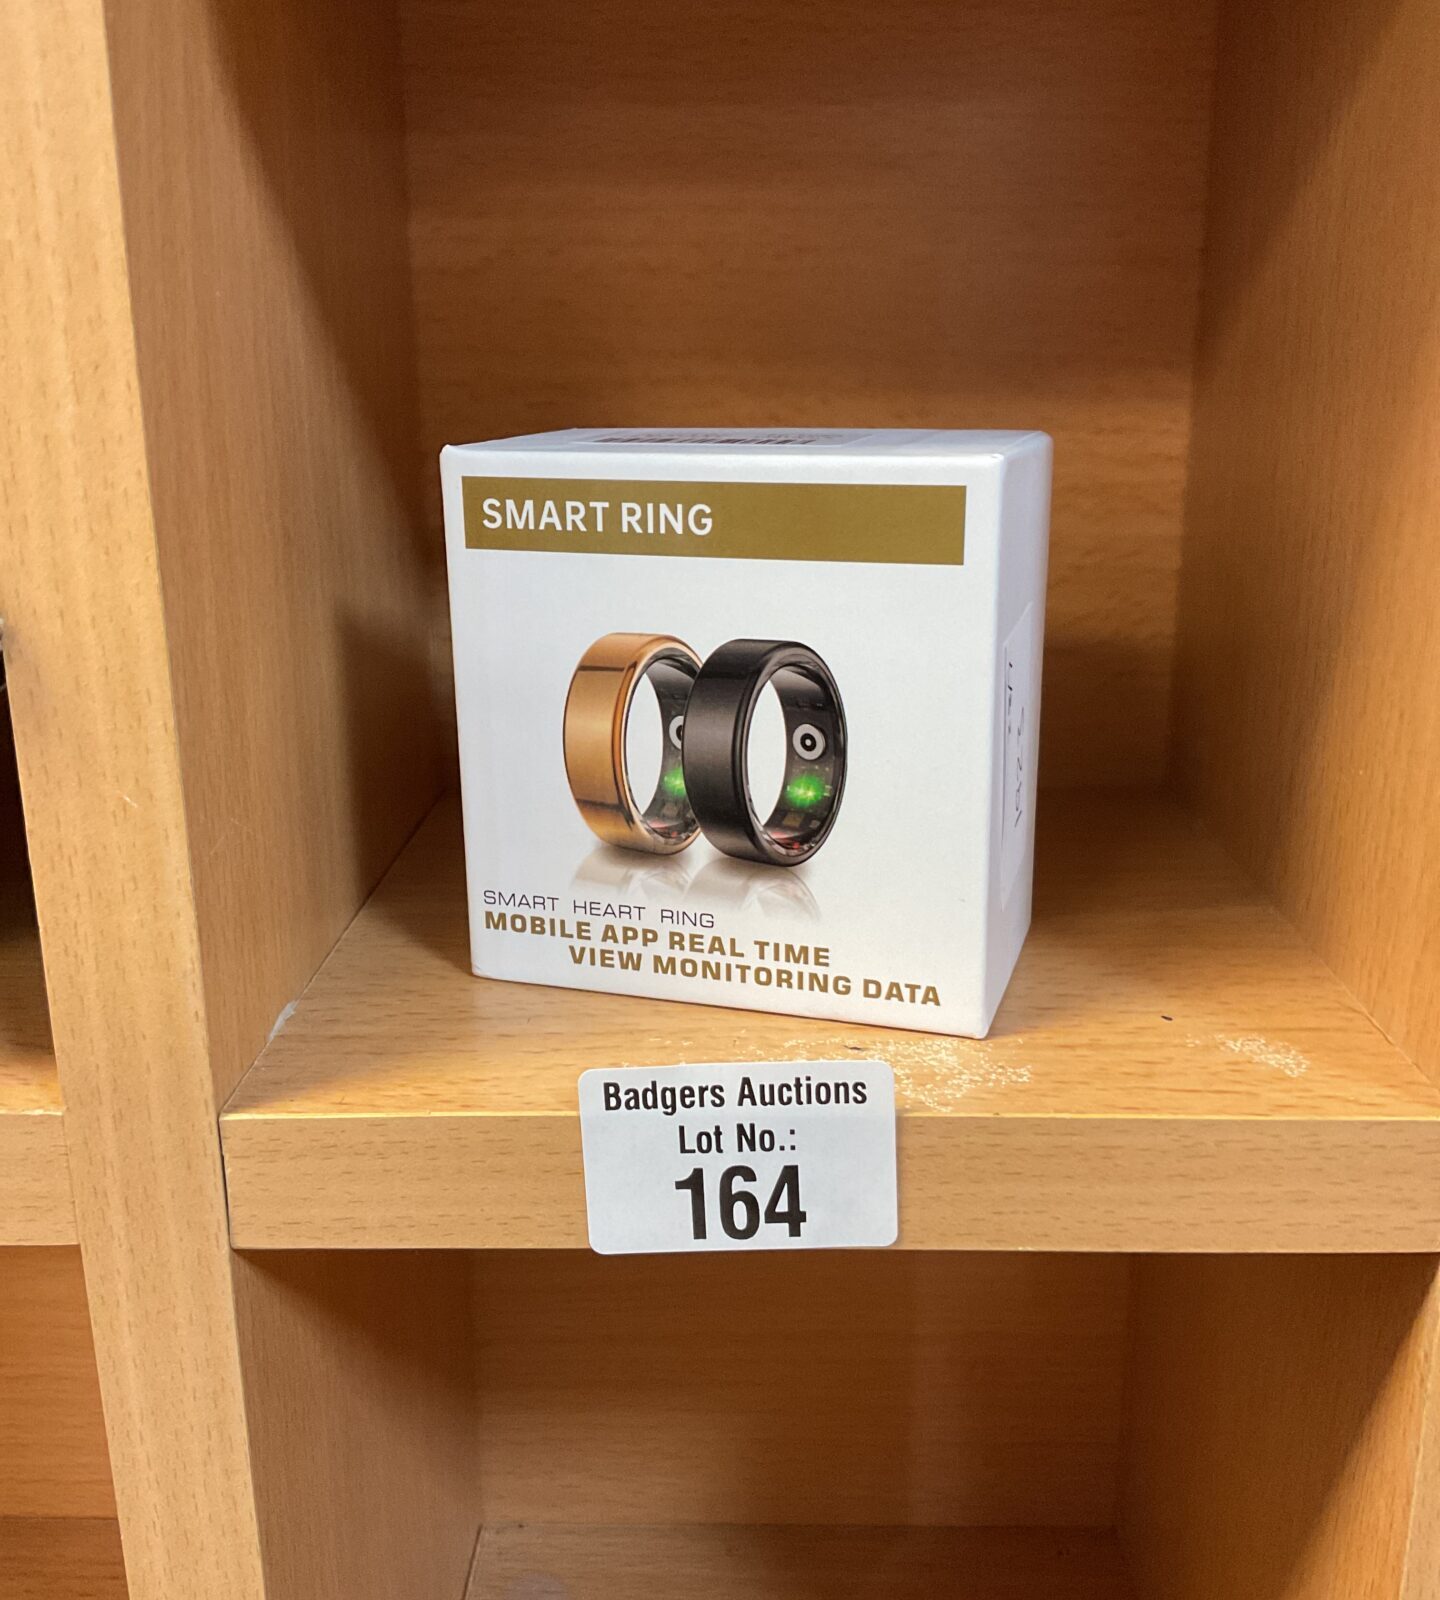 SMART RING
SMART HEART RING
MOBILE APP REAL TIME
VIEW MONITORING DATA
Badgers Auctions
Lot No.:
164